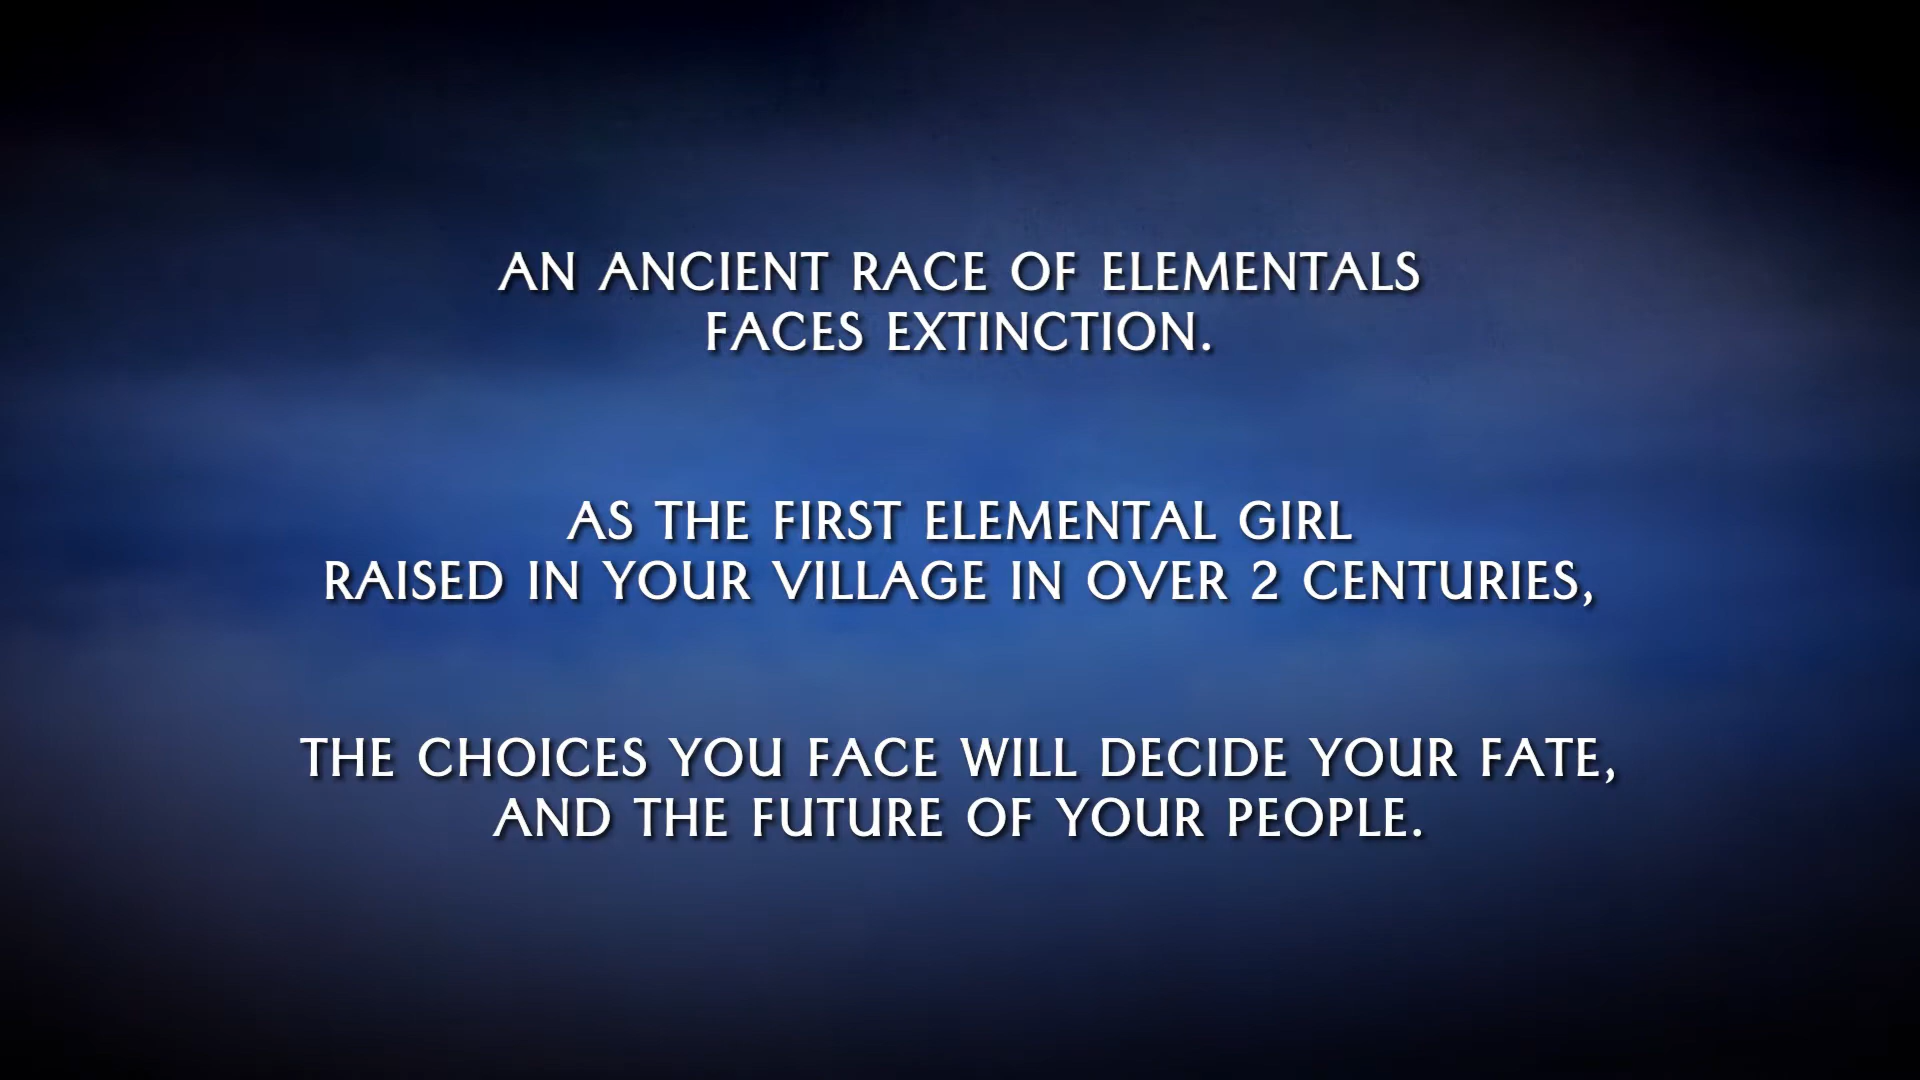 AN ANCIENT RACE OF ELEMENTALS
FACES EXTINCTION.
AS THE FIRST ELEMENTAL GIRL
RAISED IN YOUR VILLAGE IN OVER 2 CENTURIES,
THE CHOICES YOU FACE WILL DECIDE YOUR FATE,
AND THE FUTURE OF YOUR PEOPLE.